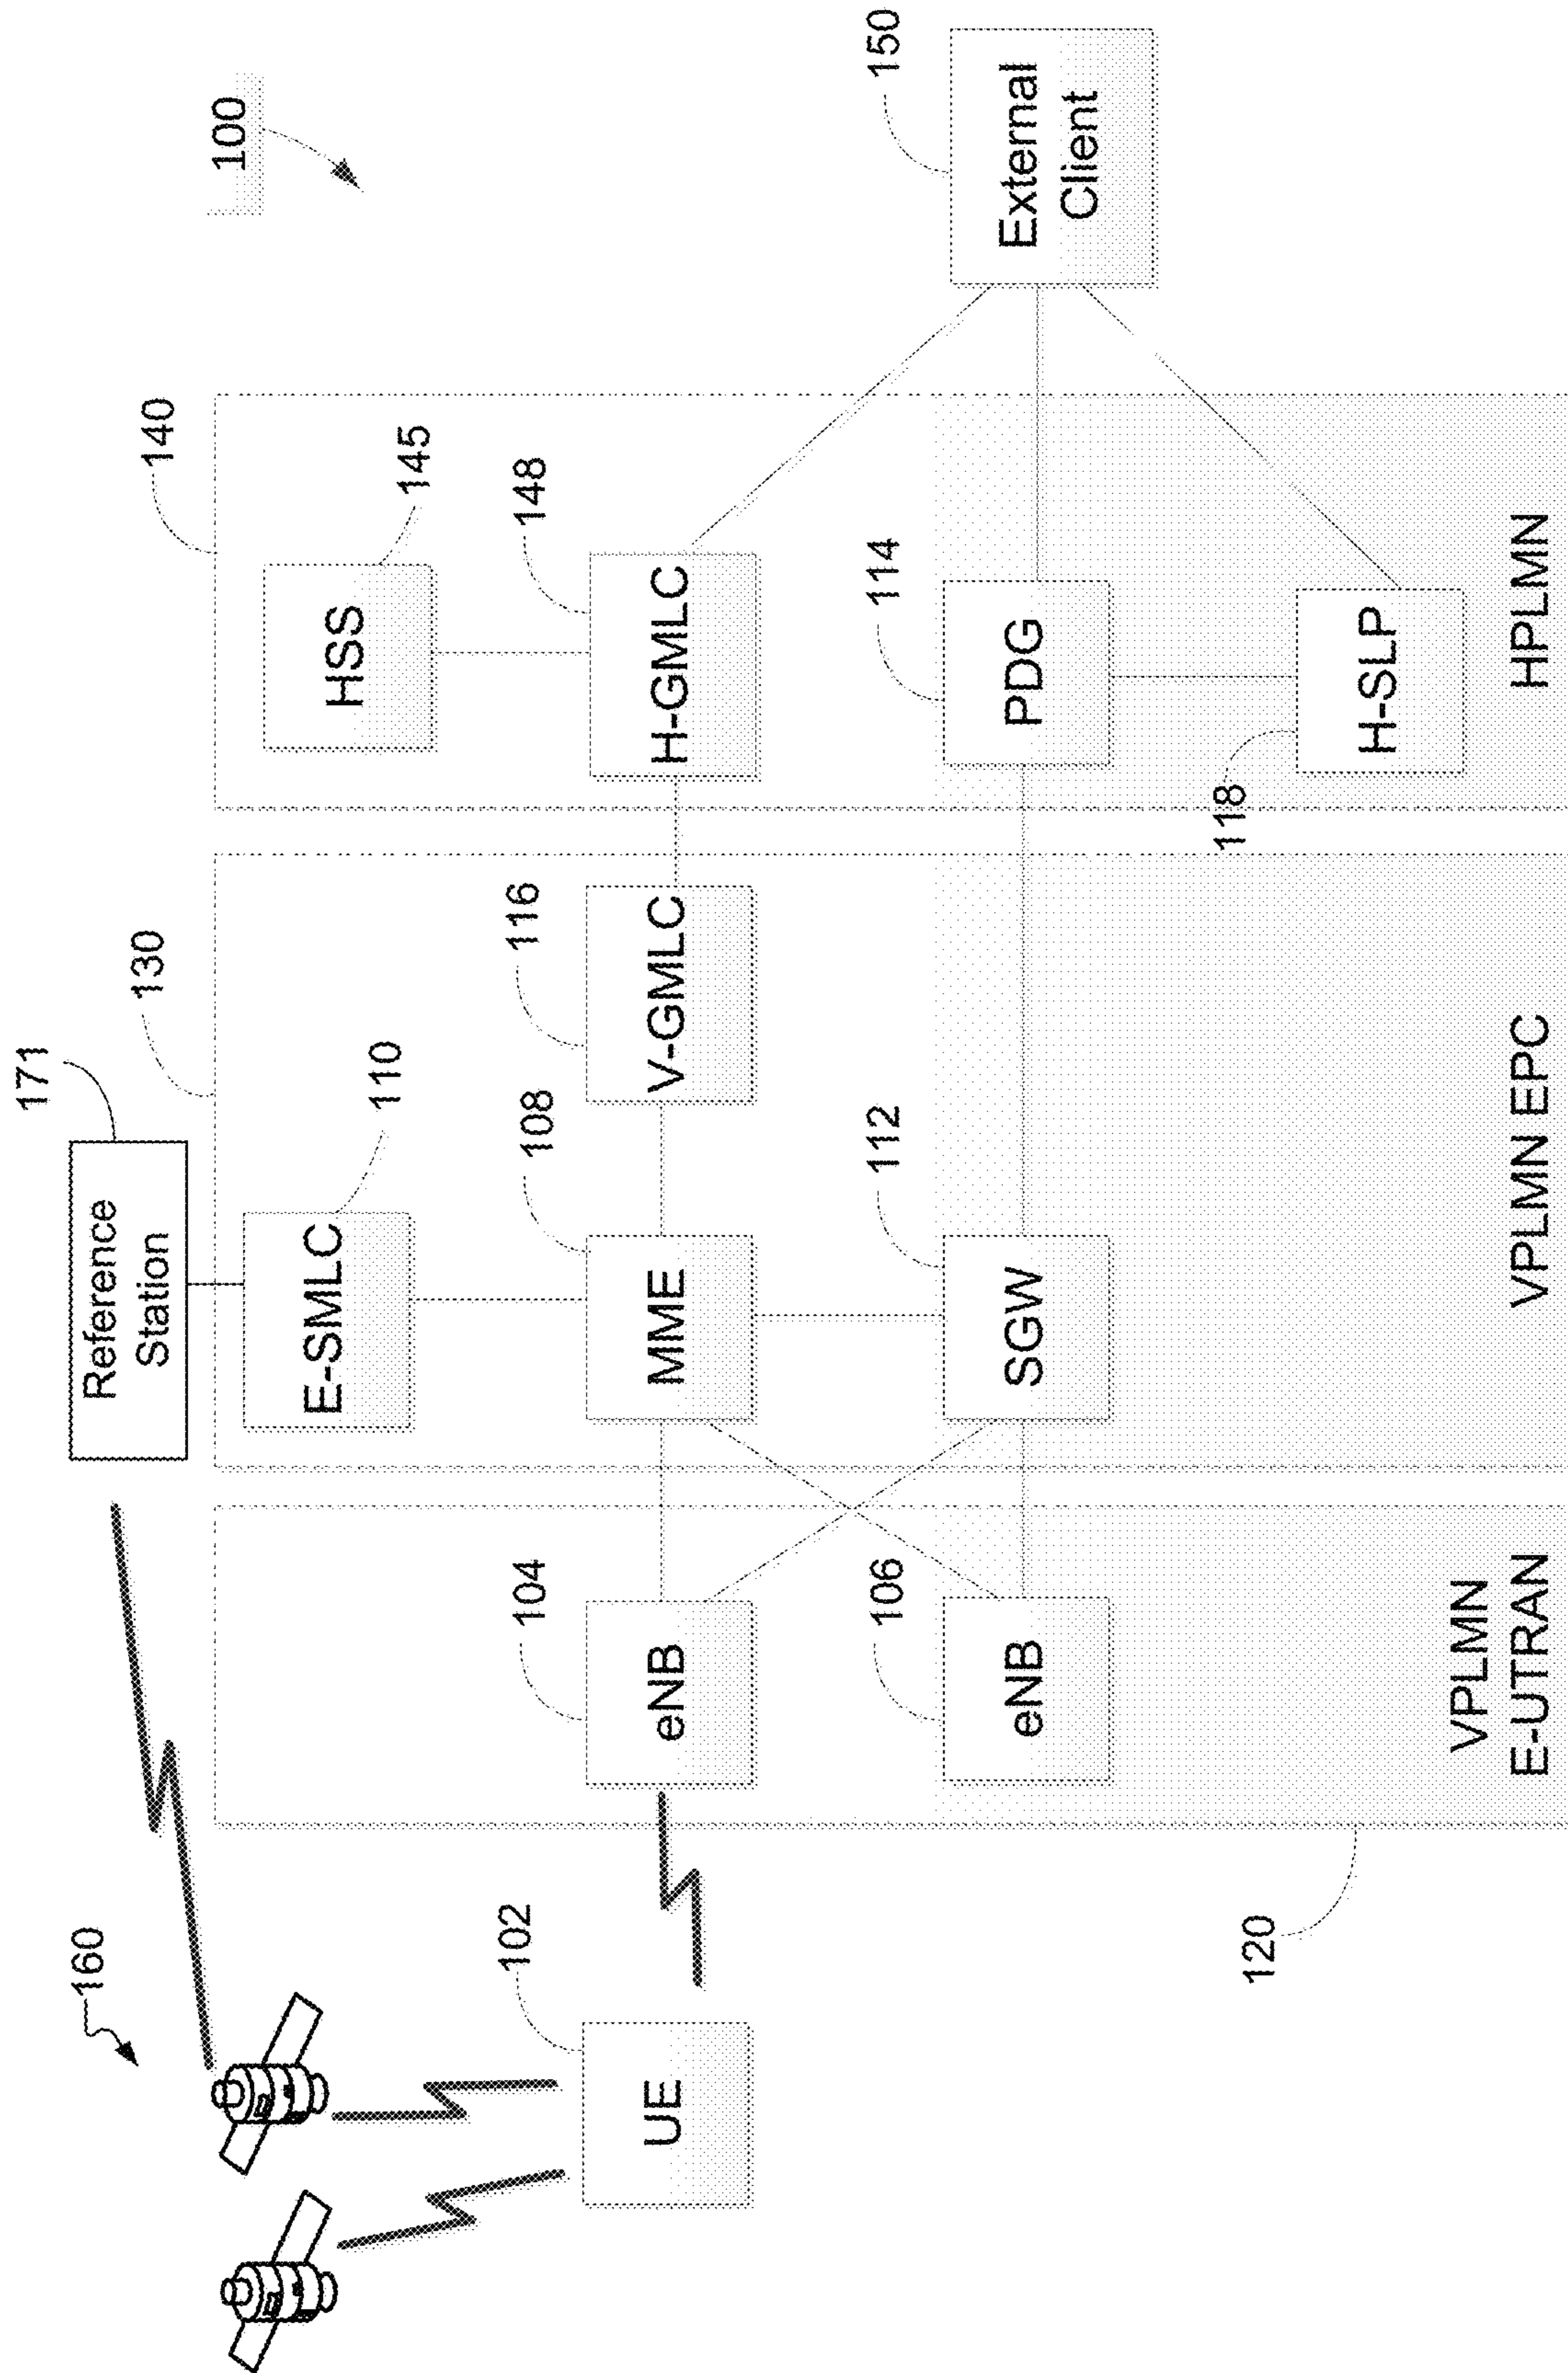 100
160
171
Reference
Station
130
140
E-SMLC
110
HSS
145
102
UE
104
eNB
108
MME
116
V-GMLC
148
H-GMLC
150
External
Client
106
eNB
112
SGW
114
PDG
118
H-SLP
120
VPLMN
E-UTRAN
VPLMN EPC
HPLMN